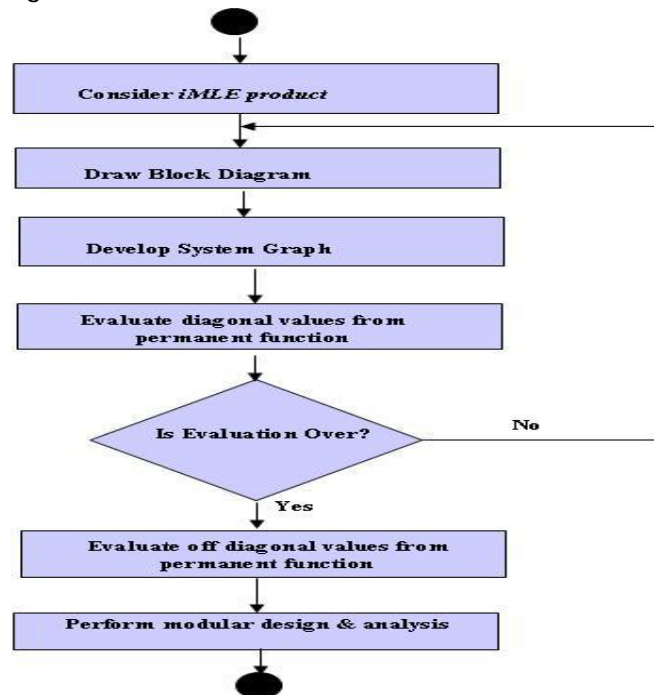 Consider iMLE product
Draw Block Diagram
Develop System Graph
Evaluate diagonal values from
permanent function
Is Evaluation Over?
No
Yes
Evaluate off diagonal values from
permanent function
Perform modular design & analysis